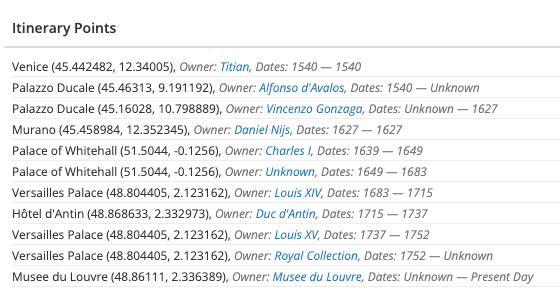 Itinerary Points
Venice (45.442482, 12.34005), Owner: Titian, Dates: 1540 — 1540
Palazzo Ducale (45.46313, 9.191192), Owner: Alfonso d'Avalos, Dates: 1540 — Unknown
Palazzo Ducale (45.16028, 10.798889), Owner: Vincenzo Gonzaga, Dates: Unknown — 1627
Murano (45.458984, 12.352345), Owner: Daniel Nijs, Dates: 1627 — 1627
Palace of Whitehall (51.5044, -0.1256), Owner: Charles I, Dates: 1639 — 1649
Palace of Whitehall (51.5044, -0.1256), Owner: Unknown, Dates: 1649 — 1683
Versailles Palace (48.804405, 2.123162), Owner: Louis XIV, Dates: 1683 — 1715
Hôtel d'Antin (48.868633, 2.332973), Owner: Duc d'Antin, Dates: 1715 — 1737
Versailles Palace (48.804405, 2.123162), Owner: Louis XV, Dates: 1737 — 1752
Versailles Palace (48.804405, 2.123162), Owner: Royal Collection, Dates: 1752 — Unknown
Musee du Louvre (48.86111, 2.336389), Owner: Musee du Louvre, Dates: Unknown — Present Day